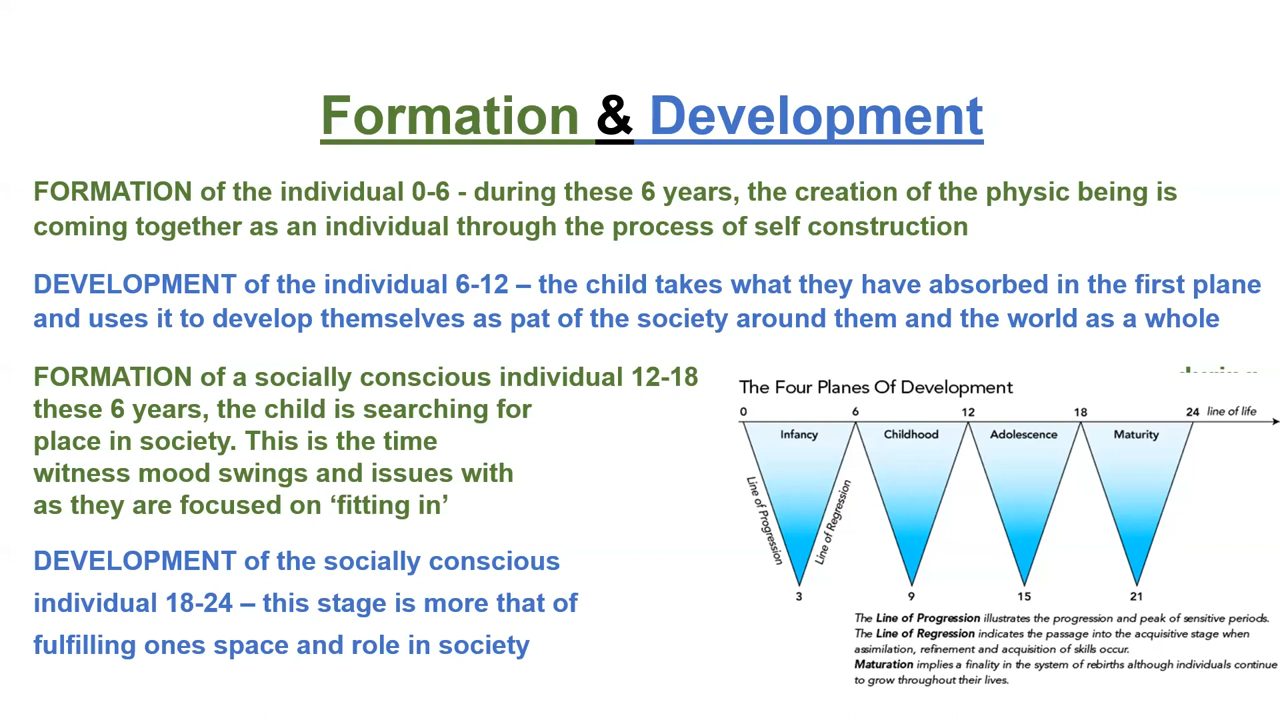 Formation & Development
FORMATION of the individual 0-6 - during these 6 years, the creation of the physic being is
coming together as an individual through the process of self construction
DEVELOPMENT of the individual 6-12 – the child takes what they have absorbed in the first plane
and uses it to develop themselves as pat of the society around them and the world as a whole
FORMATION of a socially conscious individual 12-18
these 6 years, the child is searching for
place in society. This is the time
witness mood swings and issues with
as they are focused on ‘fitting in’
DEVELOPMENT of the socially conscious
individual 18-24 – this stage is more that of
fulfilling ones space and role in society
The Four Planes Of Development
0 6 12 18 24 line of life
Infancy Childhood Adolescence Maturity
Line of Progression
Line of Regression
3 9 15 21
The Line of Progression illustrates the progression and peak of sensitive periods.
The Line of Regression indicates the passage into the acquisitive stage when
assimilation, refinement and acquisition of skills occur.
Maturation implies a finality in the system of rebirths although individuals continue
to grow throughout their lives.